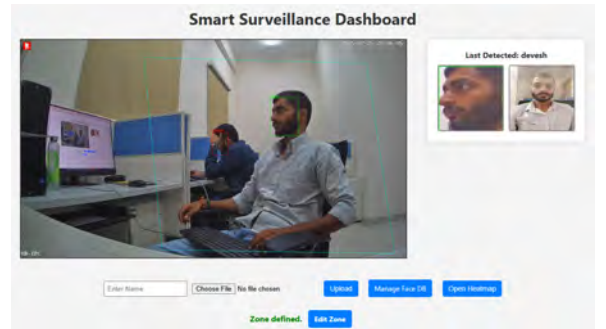 Smart Surveillance Dashboard
Last Detected: devesh
Enter Name
Choose File No file chosen
Upload
Manage Face DB
Open Heatmap
Zone defined.
Edit Zone